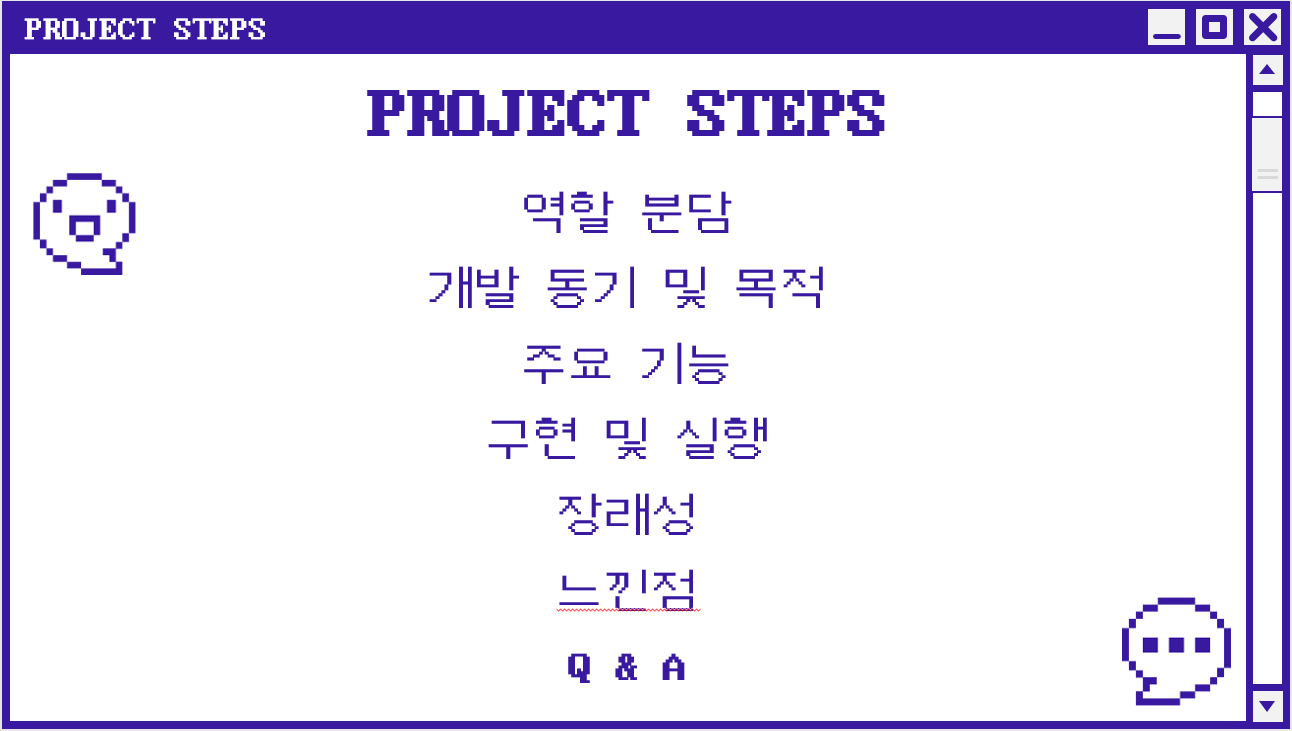 PROJECT STEPS
PROJECT STEPS
역할 분담
개발 동기 및 목적
주요 기능
구현 및 실행
장래성
느낀점
Q & A